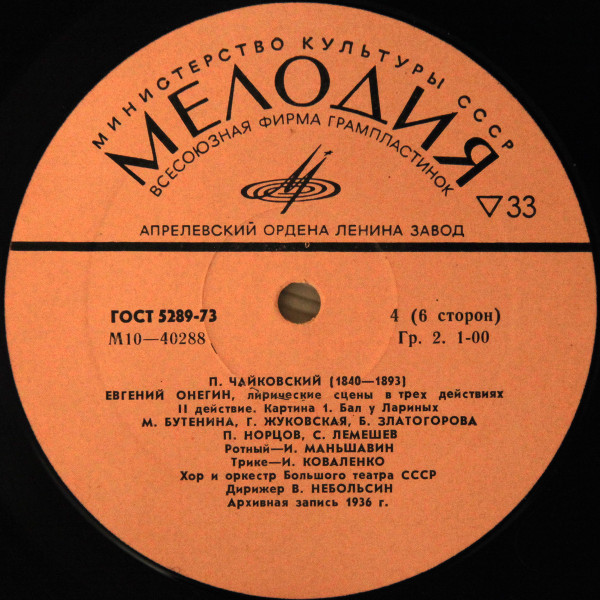 МИНИСТЕРСТВО КУЛЬТУРЫ СССР
МЕЛОДИЯ
ВСЕСОЮЗНАЯ ФИРМА ГРАМПЛАСТИНОК
▽33
АПРЕЛЕВСКИЙ ОРДЕНА ЛЕНИНА ЗАВОД
ГОСТ 5289-73
4 (6 сторон)
М10—40288
Гр. 2. 1-00
П. ЧАЙКОВСКИЙ (1840—1893)
ЕВГЕНИЙ ОНЕГИН, лирические сцены в трех действиях
II действие. Картина 1. Бал у Лариных
М. БУТЕНИНА, Г. ЖУКОВСКАЯ, Б. ЗЛАТОГОРОВА
П. НОРЦОВ, С. ЛЕМЕШЕВ
Ротный—И. МАНЬШАВИН
Трике—И. КОВАЛЕНКО
Хор и оркестр Большого театра СССР
Дирижер В. НЕБОЛЬСИН
Архивная запись 1936 г.